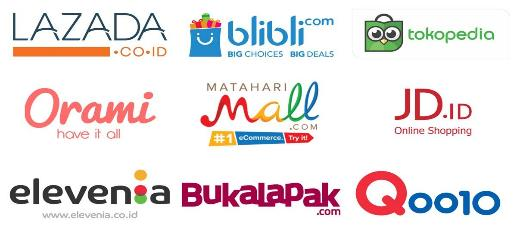 LAZADA
.CO.ID
blibli.com
BIG CHOICES BIG DEALS
tokopedia
Orami
have it all
MATAHARI
Mall
.COM
#1 eCommerce. Try it!
JD.ID
Online Shopping
elevenia
www.elevenia.co.id
BUKALAPAK
.com
Qoo10